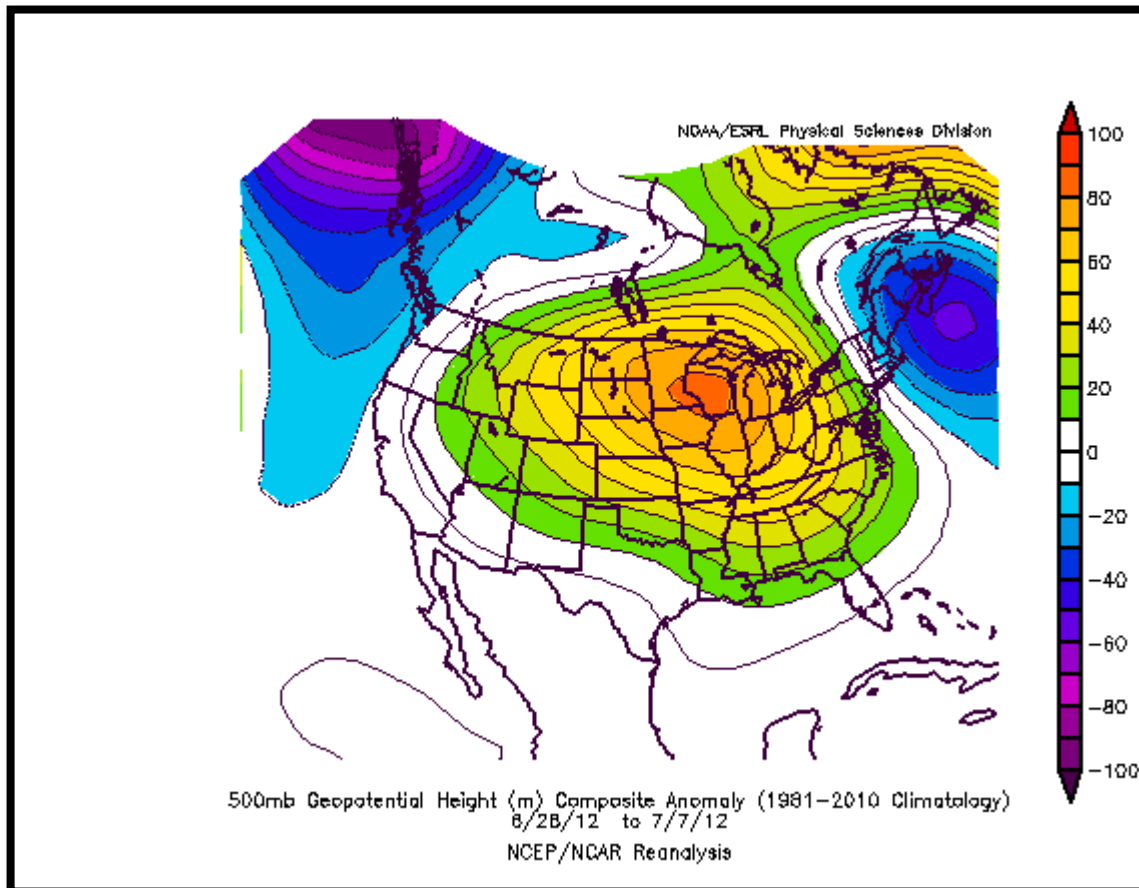 NOAA/ESRL Physical Sciences Division
100
80
60
40
20
0
-20
-40
-60
-80
-100
500mb Geopotential Height (m) Composite Anomaly (1981-2010 Climatology)
6/28/12 to 7/7/12
NCEP/NCAR Reanalysis